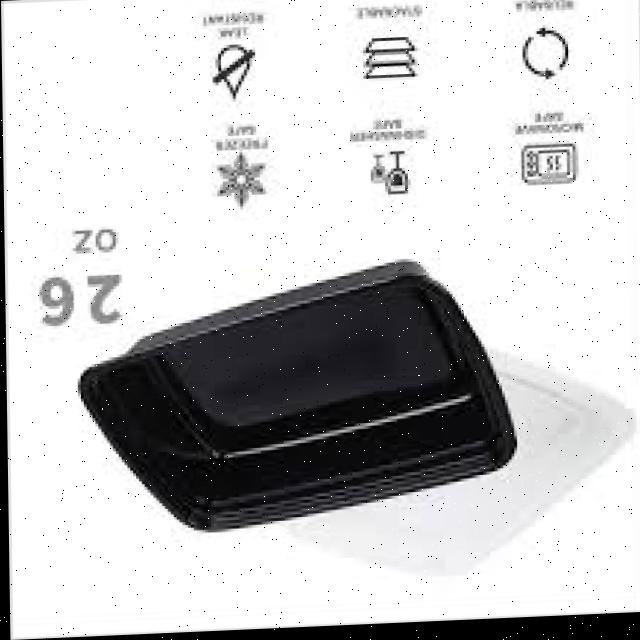 26
OZ
MICROWAVE
SAFE
DISHWASHER
SAFE
FREEZER
SAFE
REUSABLE
STACKABLE
LEAK
RESISTANT